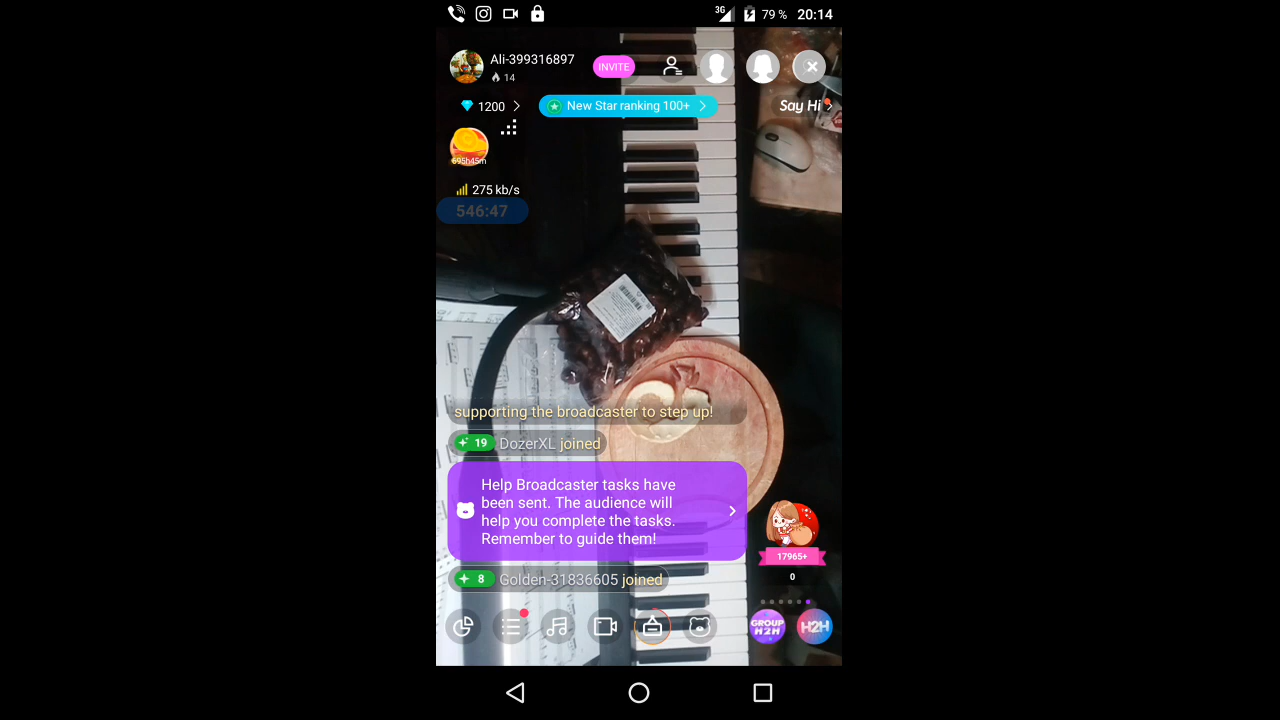 3G
79 %
20:14
Ali-399316897
14
INVITE
1200
New Star ranking 100+
Say Hi
695h45m
275 kb/s
546:47
supporting the broadcaster to step up!
19 DozerXL joined
Help Broadcaster tasks have
been sent. The audience will
help you complete the tasks.
Remember to guide them!
17965+
0
8 Golden-31836605 joined
GROUP
H2H
H2H